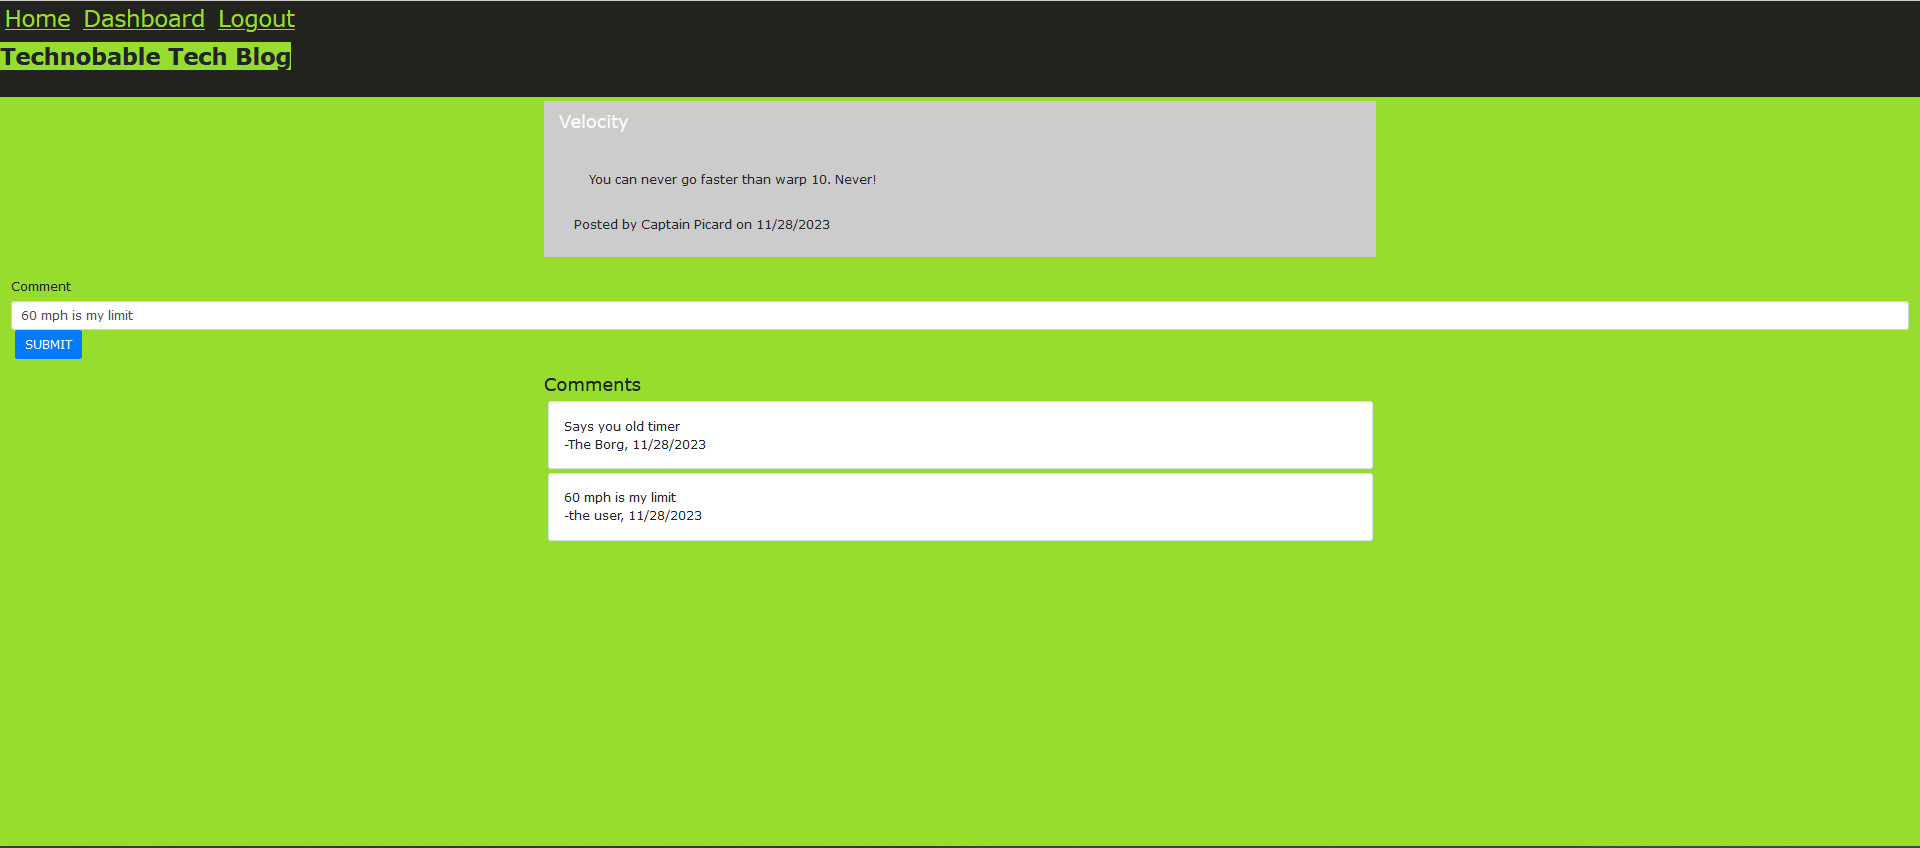 Home Dashboard Logout
Technobable Tech Blog
Velocity
You can never go faster than warp 10. Never!
Posted by Captain Picard on 11/28/2023
Comment
60 mph is my limit
SUBMIT
Comments
Says you old timer
-The Borg, 11/28/2023
60 mph is my limit
-the user, 11/28/2023